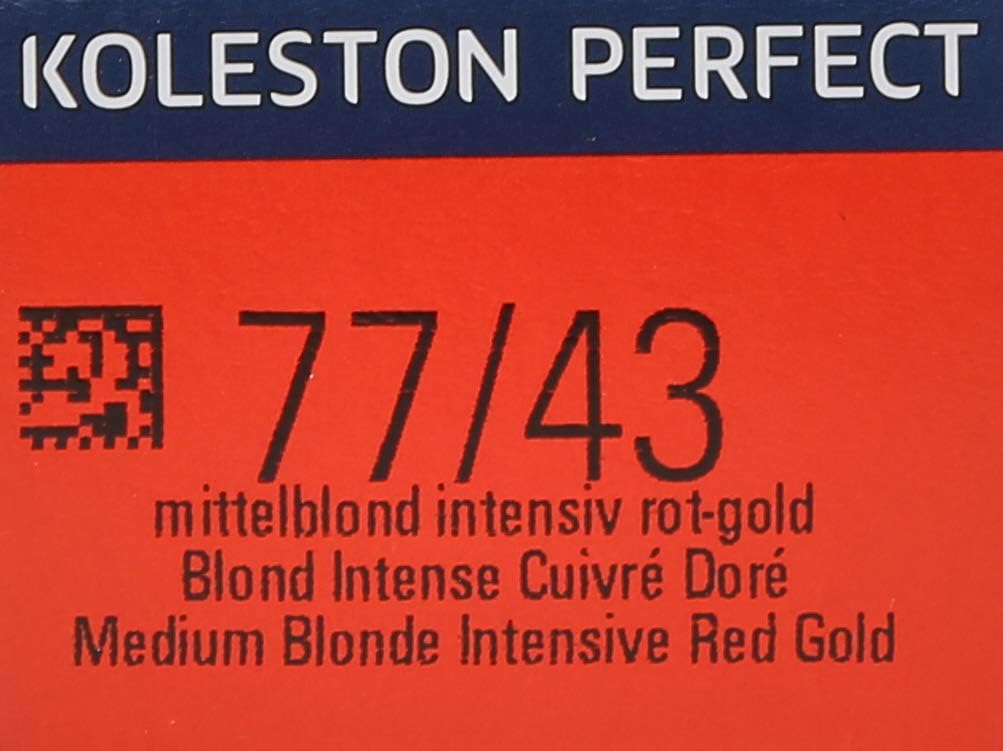 KOLESTON PERFECT
77/43
mittelblond intensiv rot-gold
Blond Intense Cuivré Doré
Medium Blonde Intensive Red Gold